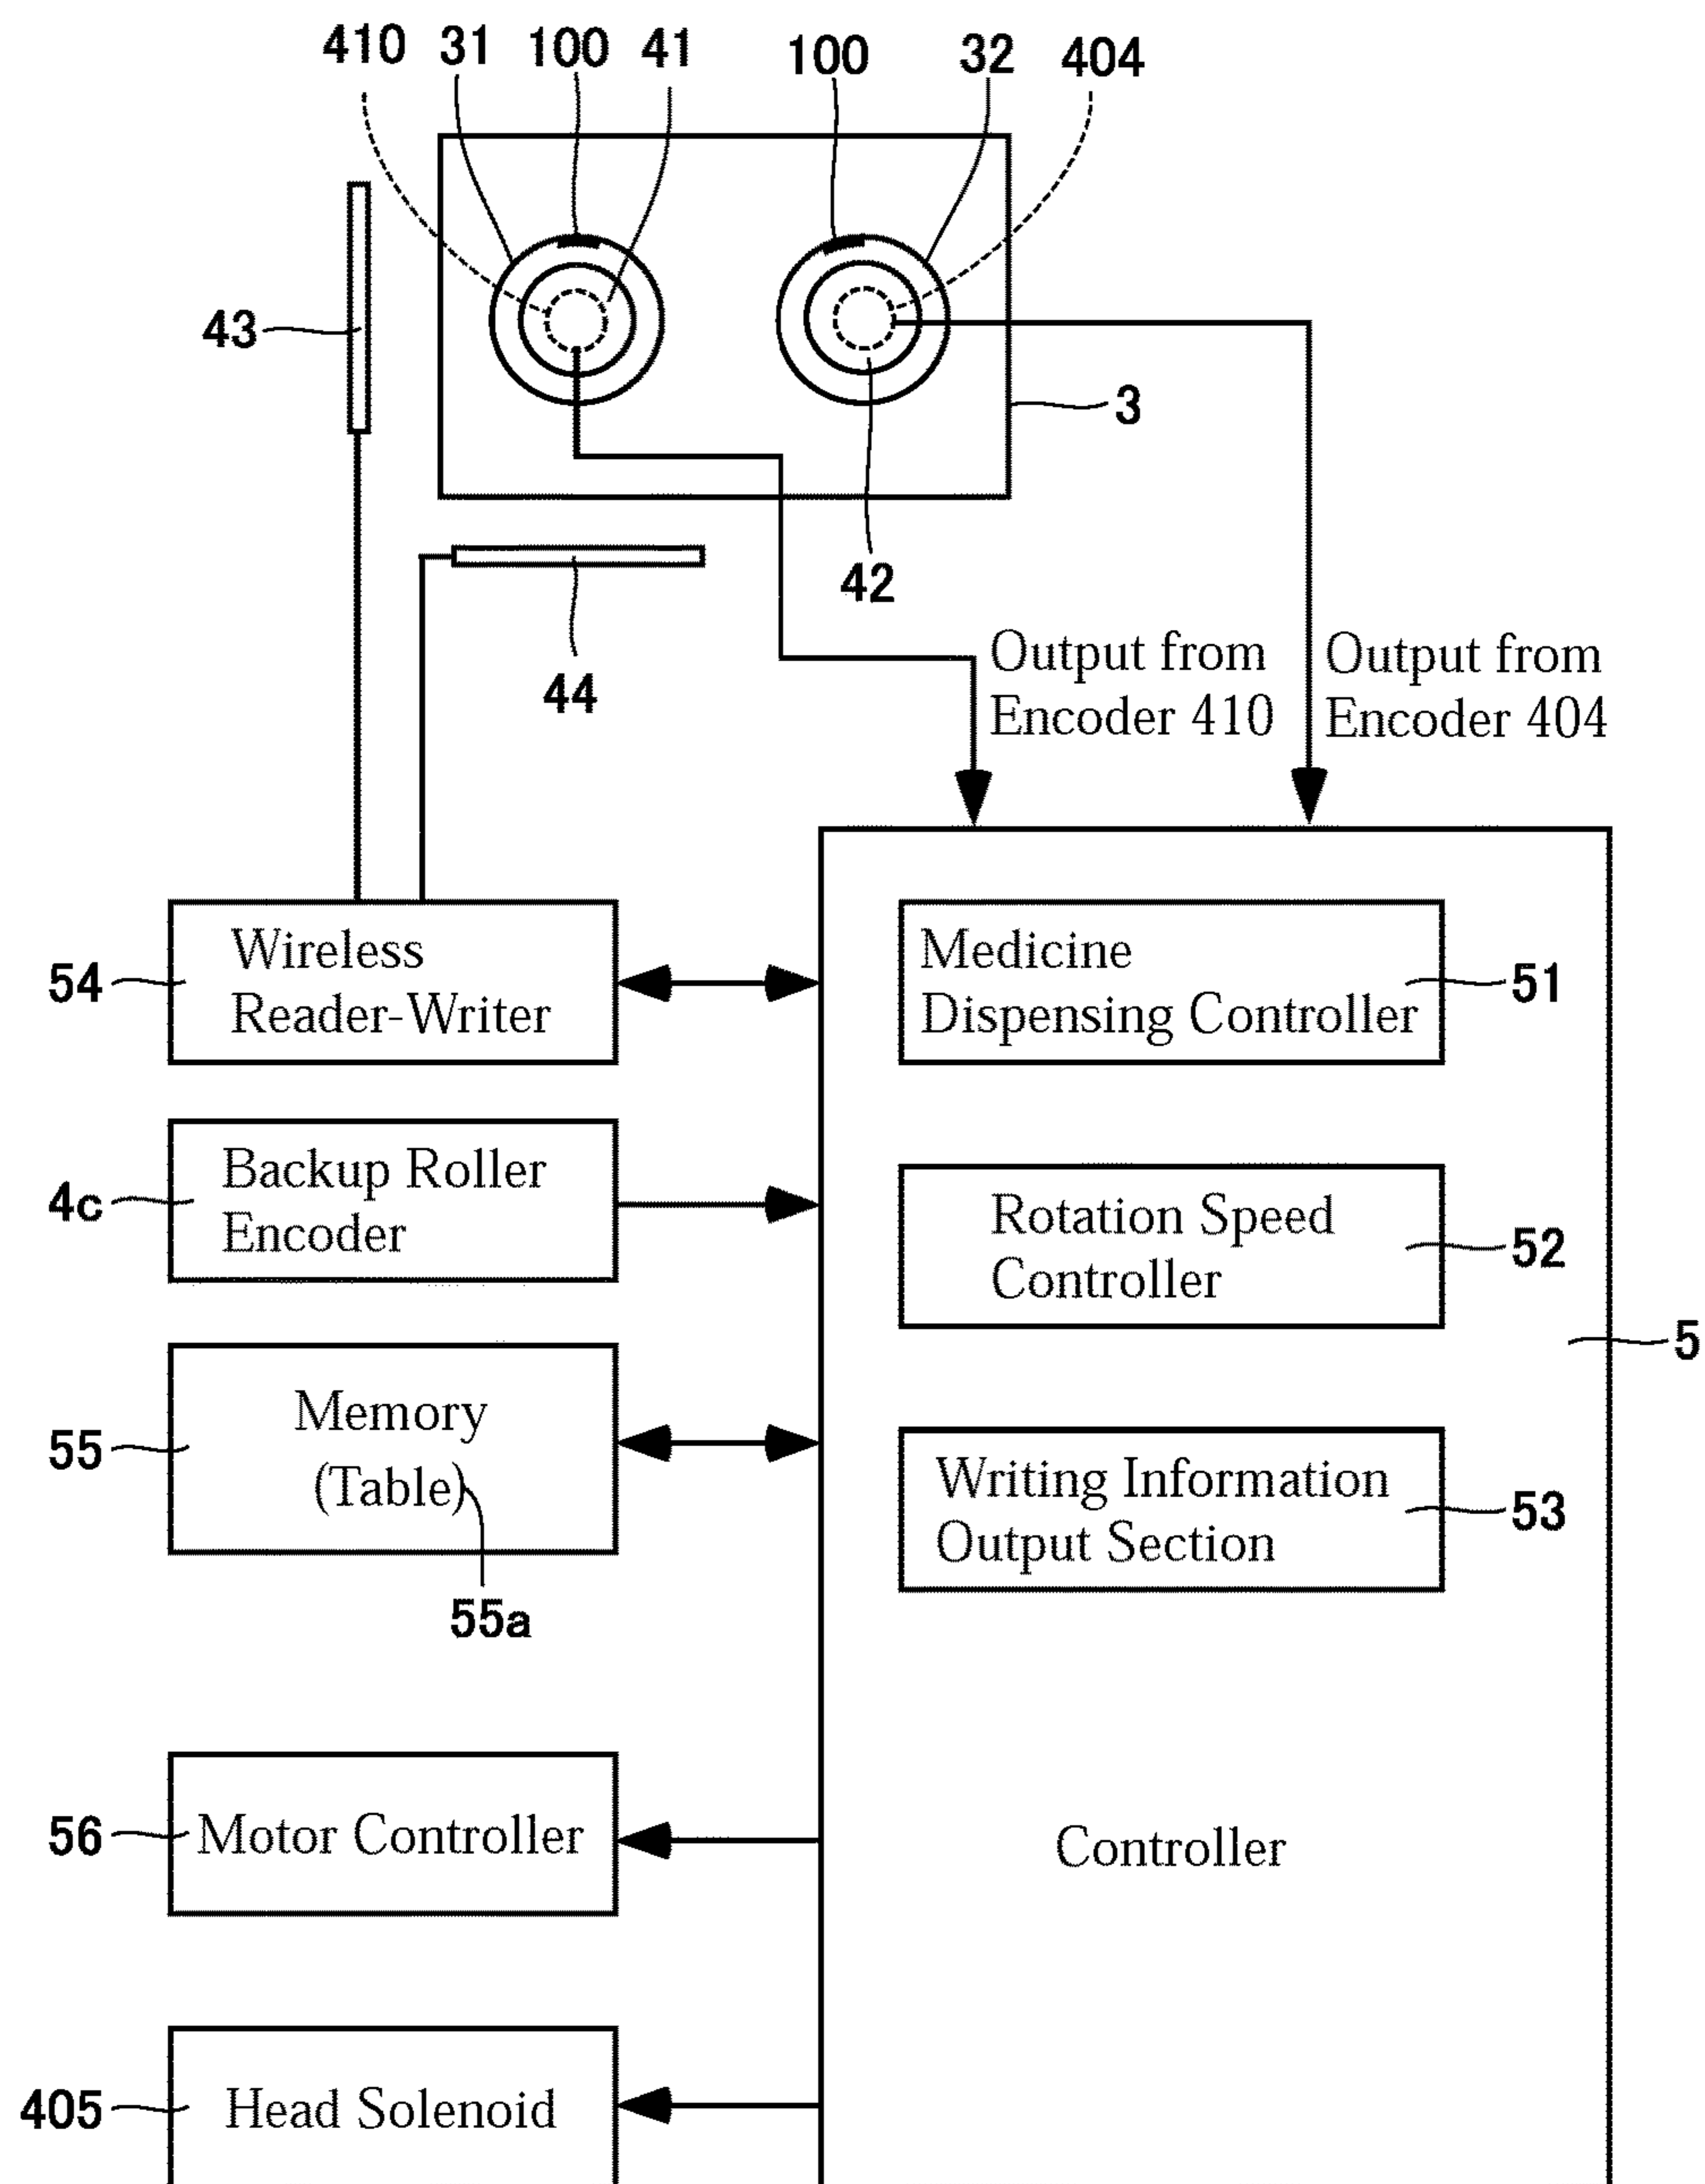 410 31 100 41 100 32 404
43
3
42
44
Output from
Encoder 410
Output from
Encoder 404
54
Wireless
Reader-Writer
Medicine
Dispensing Controller
51
4c
Backup Roller
Encoder
Rotation Speed
Controller
52
5
55
Memory
(Table)
55a
Writing Information
Output Section
53
56
Motor Controller
Controller
405
Head Solenoid